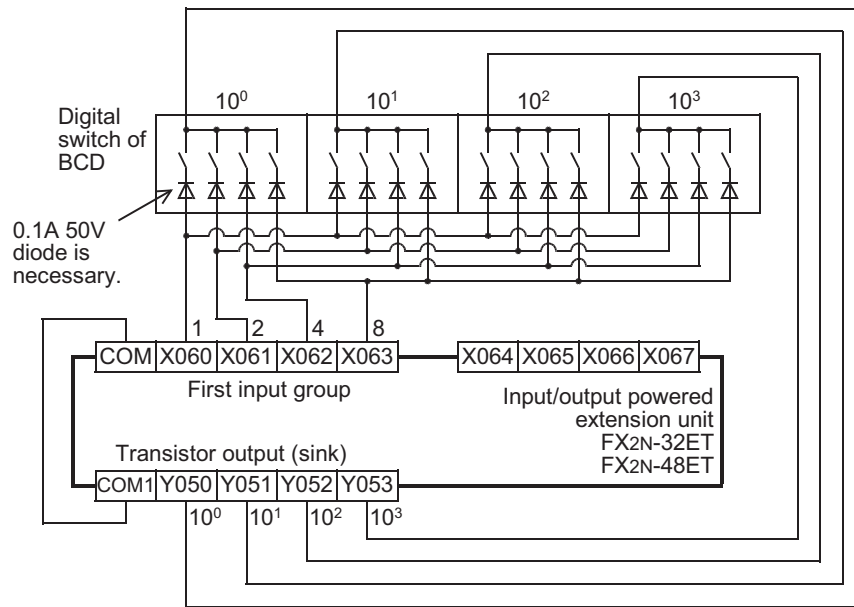 10⁰ 10¹ 10² 10³
Digital
switch of
BCD
0.1A 50V
diode is
necessary.
1 2 4 8
COM X060 X061 X062 X063 X064 X065 X066 X067
First input group
Input/output powered
extension unit
FX2N-32ET
FX2N-48ET
Transistor output (sink)
COM1 Y050 Y051 Y052 Y053
10⁰ 10¹ 10² 10³